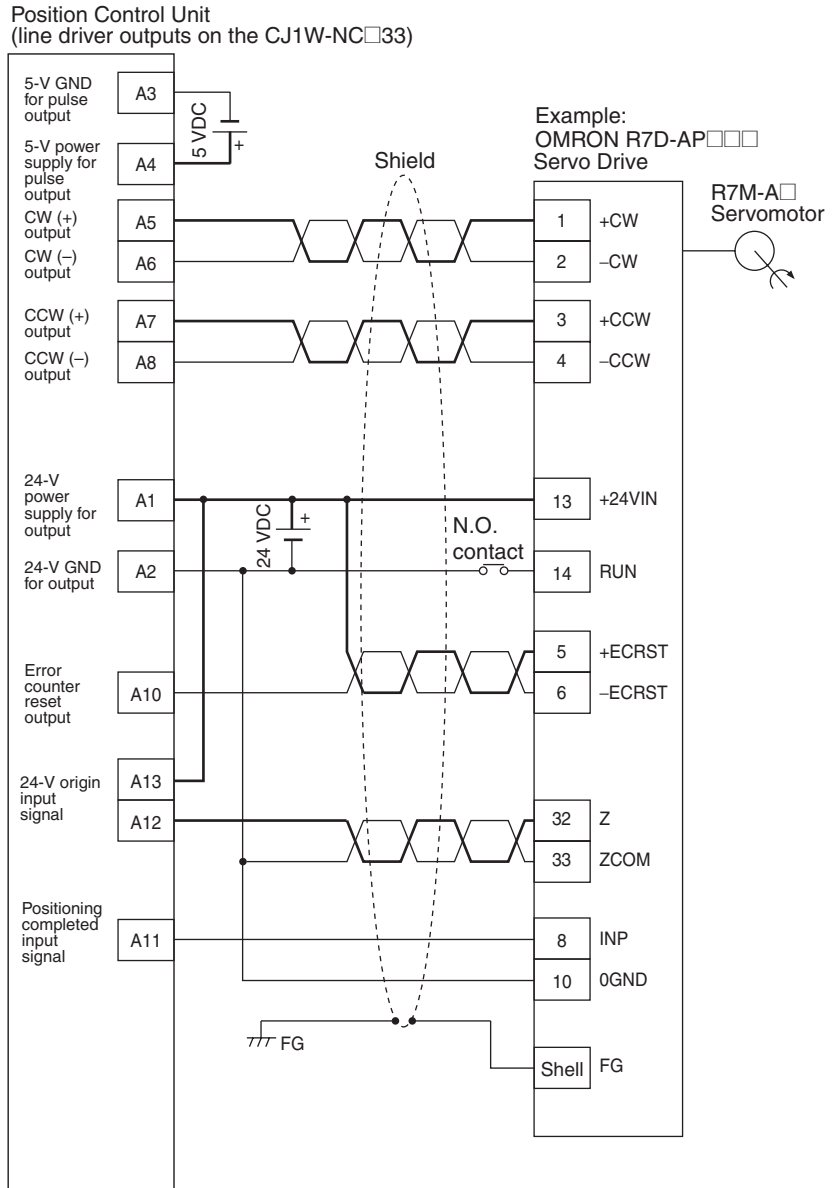 Position Control Unit
(line driver outputs on the CJ1W-NC□33)
5-V GND
for pulse
output
A3
5 VDC
+
5-V power
supply for
pulse
output
A4
CW (+)
output
A5
CW (–)
output
A6
CCW (+)
output
A7
CCW (–)
output
A8
24-V
power
supply for
output
A1
24 VDC
+
24-V GND
for output
A2
Error
counter
reset
output
A10
24-V origin
input
signal
A13
A12
Positioning
completed
input
signal
A11
Shield
N.O.
contact
FG
Example:
OMRON R7D-AP□□□
Servo Drive
1 +CW
2 –CW
3 +CCW
4 –CCW
13 +24VIN
14 RUN
5 +ECRST
6 –ECRST
32 Z
33 ZCOM
8 INP
10 0GND
Shell FG
R7M-A□
Servomotor